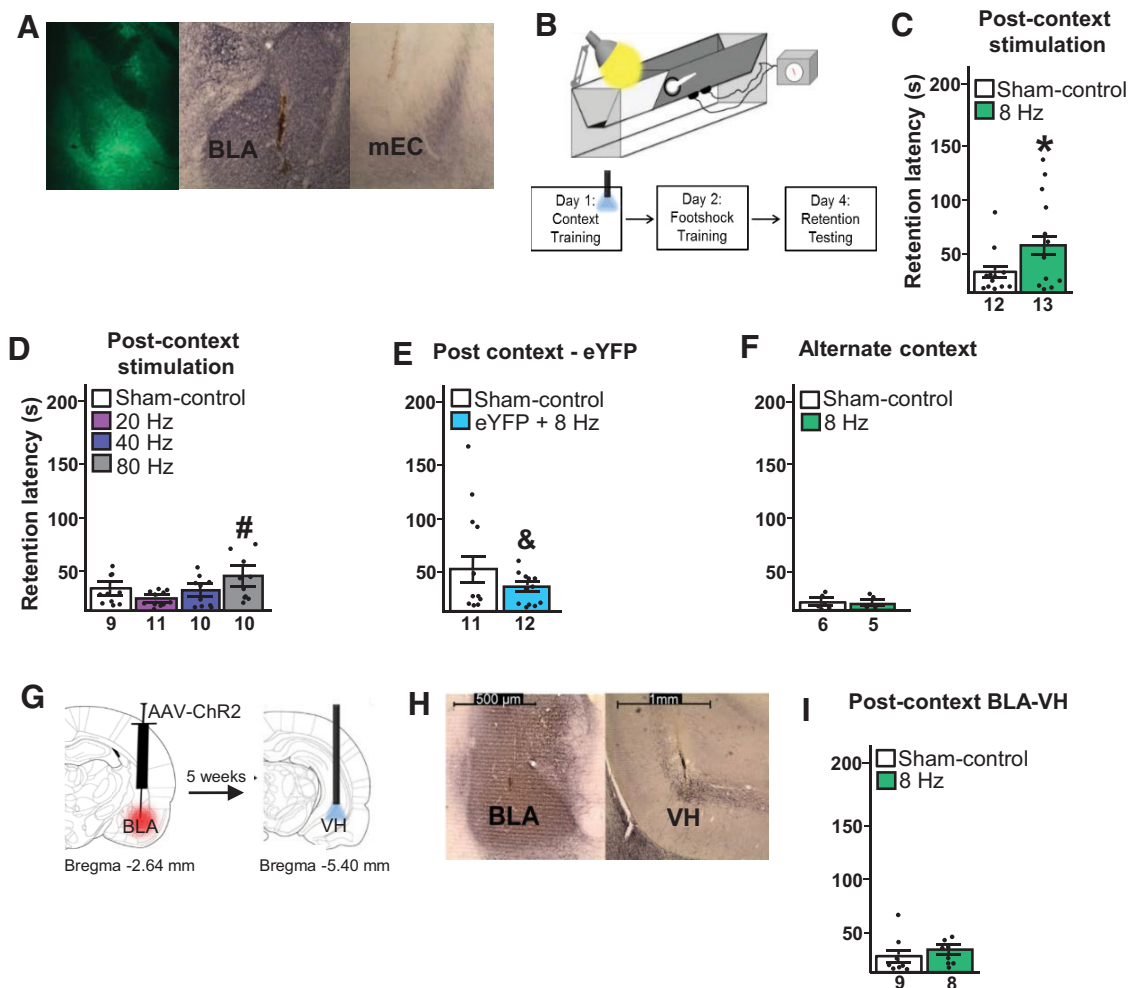 A
BLA
mEC
B
Day 1:
Context
Training
Day 2:
Footshock
Training
Day 4:
Retention
Testing
C
Post-context
stimulation
Retention latency (s)
200
150
100
50
Sham-control
8 Hz
*
12
13
D
Post-context
stimulation
Retention latency (s)
200
150
100
50
Sham-control
20 Hz
40 Hz
80 Hz
#
9
11
10
10
E
Post context - eYFP
200
150
100
50
Sham-control
eYFP + 8 Hz
&
11
12
F
Alternate context
200
150
100
50
Sham-control
8 Hz
6
5
G
AAV-ChR2
5 weeks
BLA
VH
Bregma -2.64 mm
Bregma -5.40 mm
H
500 µm
1mm
BLA
VH
I
Post-context BLA-VH
200
150
100
50
Sham-control
8 Hz
9
8